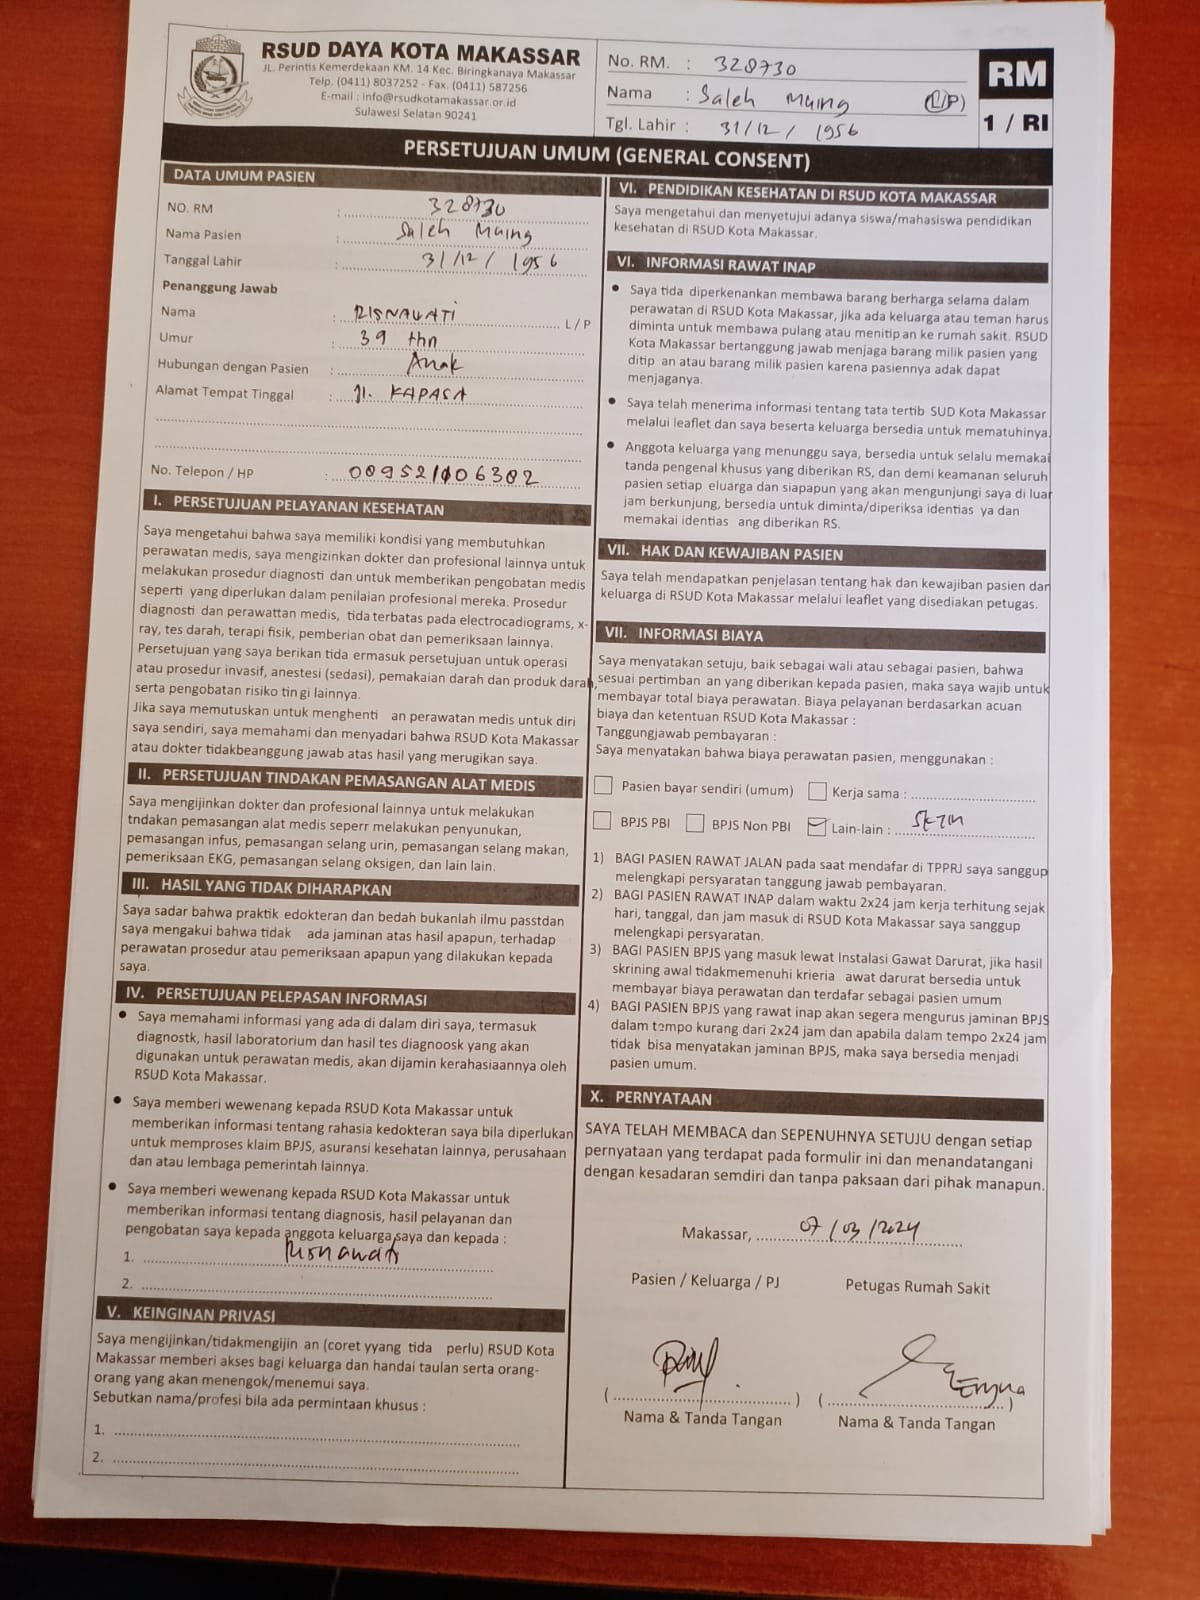 RSUD DAYA KOTA MAKASSAR
JL. Perintis Kemerdekaan KM. 14 Kec. Biringkanaya Makassar
Telp. (0411) 8037252 - Fax. (0411) 587256
E-mail : info@rsudkotamakassar.or.id
Sulawesi Selatan 90241
No. RM. : 328730
Nama : Saleh Muing (L/P)
Tgl. Lahir : 31/12/1956
RM
1 / RI
PERSETUJUAN UMUM (GENERAL CONSENT)
DATA UMUM PASIEN
NO. RM : 328730
Nama Pasien : Saleh Muing
Tanggal Lahir : 31/12/1956
Penanggung Jawab
Nama : RISNAWATI L / P
Umur : 39 thn
Hubungan dengan Pasien : Anak
Alamat Tempat Tinggal : Jl. KAPASA
No. Telepon / HP :
I. PERSETUJUAN PELAYANAN KESEHATAN
Saya mengetahui bahwa saya memiliki kondisi yang membutuhkan
perawatan medis, saya mengizinkan dokter dan profesional lainnya untuk
melakukan prosedur diagnosti dan untuk memberikan pengobatan medis
seperti yang diperlukan dalam penilaian profesional mereka. Prosedur
diagnosti dan perawattan medis, tida terbatas pada electrocadiograms, x-
ray, tes darah, terapi fisik, pemberian obat dan pemeriksaan lainnya.
Persetujuan yang saya berikan tida ermasuk persetujuan untuk operasi
atau prosedur invasif, anestesi (sedasi), pemakaian darah dan produk darah,
serta pengobatan risiko tin gi lainnya.
Jika saya memutuskan untuk menghenti an perawatan medis untuk diri
saya sendiri, saya memahami dan menyadari bahwa RSUD Kota Makassar
atau dokter tidakbeanggung jawab atas hasil yang merugikan saya.
II. PERSETUJUAN TINDAKAN PEMASANGAN ALAT MEDIS
Saya mengijinkan dokter dan profesional lainnya untuk melakukan
tndakan pemasangan alat medis seperr melakukan penyunukan,
pemasangan infus, pemasangan selang urin, pemasangan selang makan,
pemeriksaan EKG, pemasangan selang oksigen, dan lain lain.
III. HASIL YANG TIDAK DIHARAPKAN
Saya sadar bahwa praktik edokteran dan bedah bukanlah ilmu passtdan
saya mengakui bahwa tidak ada jaminan atas hasil apapun, terhadap
perawatan prosedur atau pemeriksaan apapun yang dilakukan kepada
saya.
IV. PERSETUJUAN PELEPASAN INFORMASI
• Saya memahami informasi yang ada di dalam diri saya, termasuk
diagnostk, hasil laboratorium dan hasil tes diagnoosk yang akan
digunakan untuk perawatan medis, akan dijamin kerahasiaannya oleh
RSUD Kota Makassar.
• Saya memberi wewenang kepada RSUD Kota Makassar untuk
memberikan informasi tentang rahasia kedokteran saya bila diperlukan
untuk memproses klaim BPJS, asuransi kesehatan lainnya, perusahaan
dan atau lembaga pemerintah lainnya.
• Saya memberi wewenang kepada RSUD Kota Makassar untuk
memberikan informasi tentang diagnosis, hasil pelayanan dan
pengobatan saya kepada anggota keluarga saya dan kepada :
1. Risnawati
2.
V. KEINGINAN PRIVASI
Saya mengijinkan/tidakmengijin an (coret yyang tida perlu) RSUD Kota
Makassar memberi akses bagi keluarga dan handai taulan serta orang-
orang yang akan menengok/menemui saya.
Sebutkan nama/profesi bila ada permintaan khusus :
1.
2.
VI. PENDIDIKAN KESEHATAN DI RSUD KOTA MAKASSAR
Saya mengetahui dan menyetujui adanya siswa/mahasiswa pendidikan
kesehatan di RSUD Kota Makassar.
VI. INFORMASI RAWAT INAP
• Saya tida diperkenankan membawa barang berharga selama dalam
perawatan di RSUD Kota Makassar, jika ada keluarga atau teman harus
diminta untuk membawa pulang atau menitip an ke rumah sakit. RSUD
Kota Makassar bertanggung jawab menjaga barang milik pasien yang
ditip an atau barang milik pasien karena pasiennya adak dapat
menjaganya.
• Saya telah menerima informasi tentang tata tertib SUD Kota Makassar
melalui leaflet dan saya beserta keluarga bersedia untuk mematuhinya.
• Anggota keluarga yang menunggu saya, bersedia untuk selalu memakai
tanda pengenal khusus yang diberikan RS, dan demi keamanan seluruh
pasien setiap eluarga dan siapapun yang akan mengunjungi saya di luar
jam berkunjung, bersedia untuk diminta/diperiksa identias ya dan
memakai identias ang diberikan RS.
VII. HAK DAN KEWAJIBAN PASIEN
Saya telah mendapatkan penjelasan tentang hak dan kewajiban pasien dan
keluarga di RSUD Kota Makassar melalui leaflet yang disediakan petugas.
VII. INFORMASI BIAYA
Saya menyatakan setuju, baik sebagai wali atau sebagai pasien, bahwa
sesuai pertimban an yang diberikan kepada pasien, maka saya wajib untuk
membayar total biaya perawatan. Biaya pelayanan berdasarkan acuan
biaya dan ketentuan RSUD Kota Makassar :
Tanggungjawab pembayaran :
Saya menyatakan bahwa biaya perawatan pasien, menggunakan :
Pasien bayar sendiri (umum) Kerja sama :
BPJS PBI BPJS Non PBI Lain-lain :
1) BAGI PASIEN RAWAT JALAN pada saat mendafar di TPPRJ saya sanggup
melengkapi persyaratan tanggung jawab pembayaran.
2) BAGI PASIEN RAWAT INAP dalam waktu 2x24 jam kerja terhitung sejak
hari, tanggal, dan jam masuk di RSUD Kota Makassar saya sanggup
melengkapi persyaratan.
3) BAGI PASIEN BPJS yang masuk lewat Instalasi Gawat Darurat, jika hasil
skrining awal tidakmemenuhi krieria awat darurat bersedia untuk
membayar biaya perawatan dan terdafar sebagai pasien umum
4) BAGI PASIEN BPJS yang rawat inap akan segera mengurus jaminan BPJS
dalam tempo kurang dari 2x24 jam dan apabila dalam tempo 2x24 jam
tidak bisa menyatakan jaminan BPJS, maka saya bersedia menjadi
pasien umum.
X. PERNYATAAN
SAYA TELAH MEMBACA dan SEPENUHNYA SETUJU dengan setiap
pernyataan yang terdapat pada formulir ini dan menandatangani
dengan kesadaran semdiri dan tanpa paksaan dari pihak manapun.
Makassar, 07/03/2024
Pasien / Keluarga / PJ Petugas Rumah Sakit
Nama & Tanda Tangan Nama & Tanda Tangan